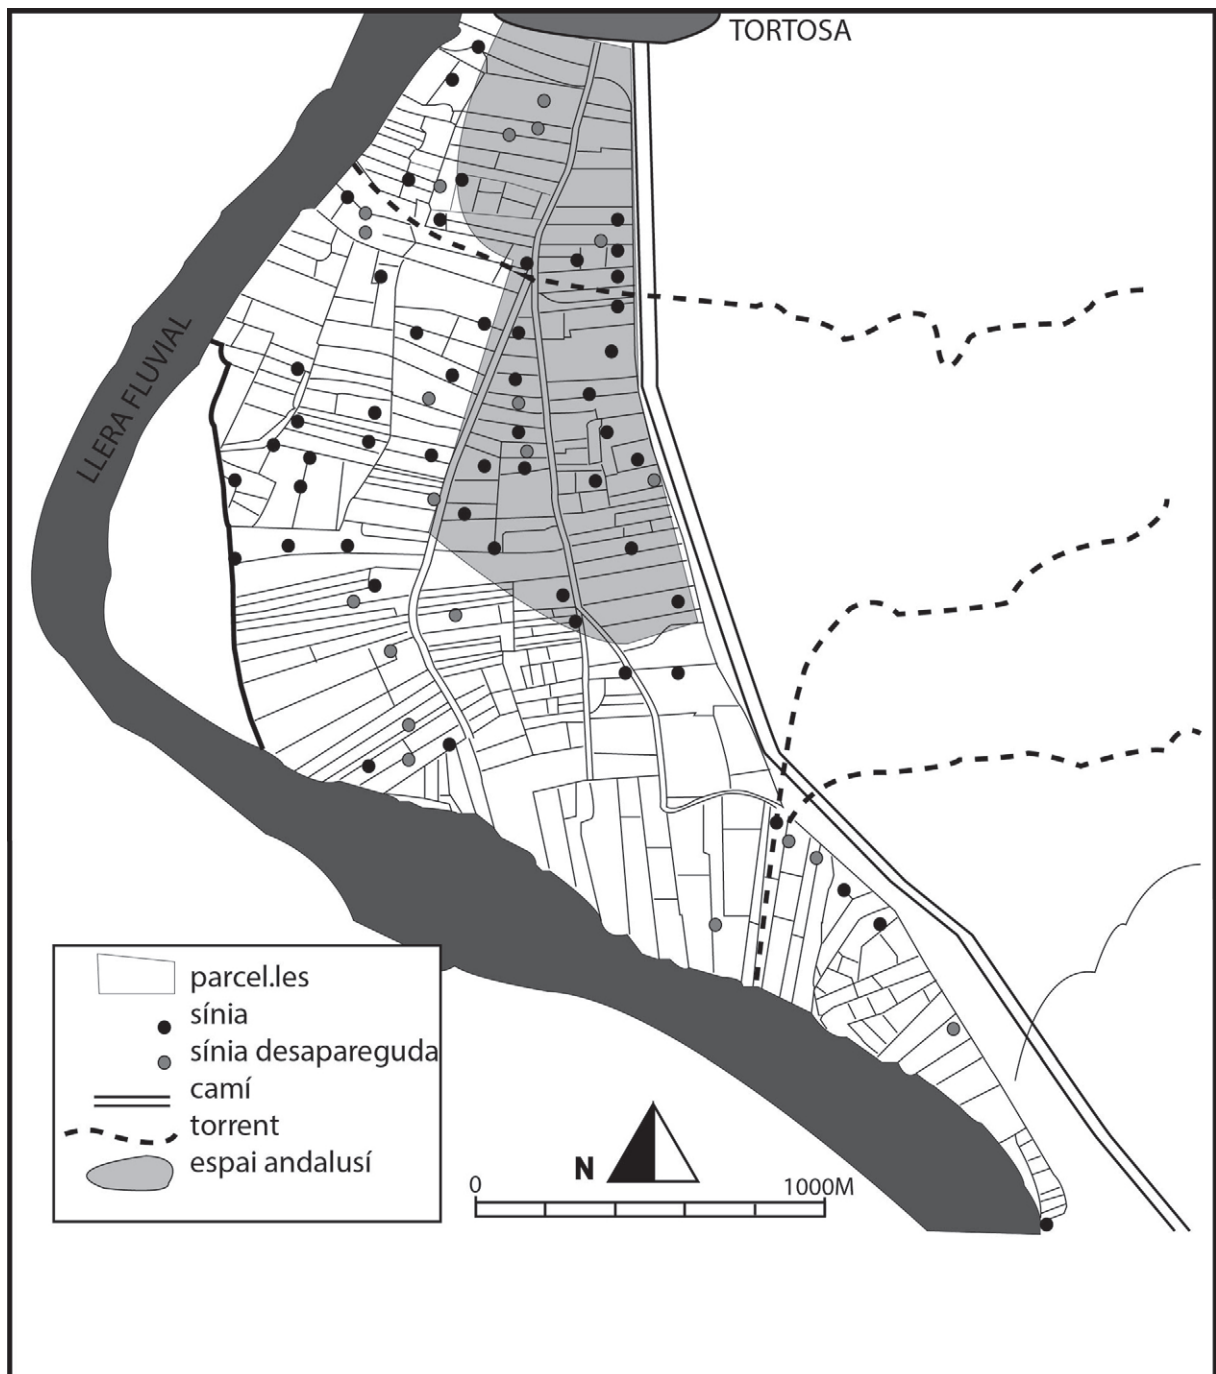 TORTOSA
LLERA FLUVIAL
parcel.les
sínia
sínia desapareguda
camí
torrent
espai andalusí
N
0
1000M